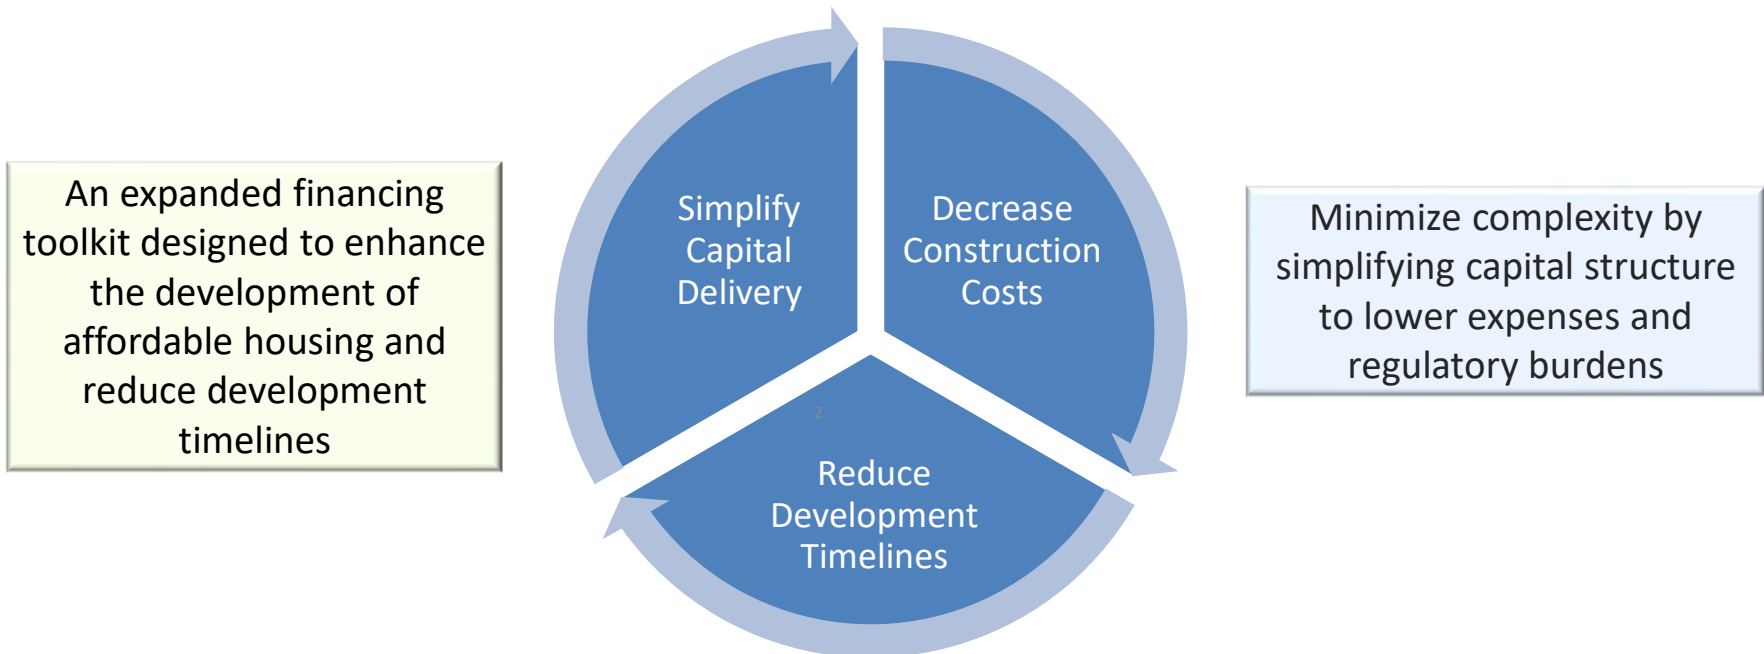 An expanded financing
toolkit designed to enhance
the development of
affordable housing and
reduce development
timelines
Simplify
Capital
Delivery
Decrease
Construction
Costs
2
Reduce
Development
Timelines
Minimize complexity by
simplifying capital structure
to lower expenses and
regulatory burdens